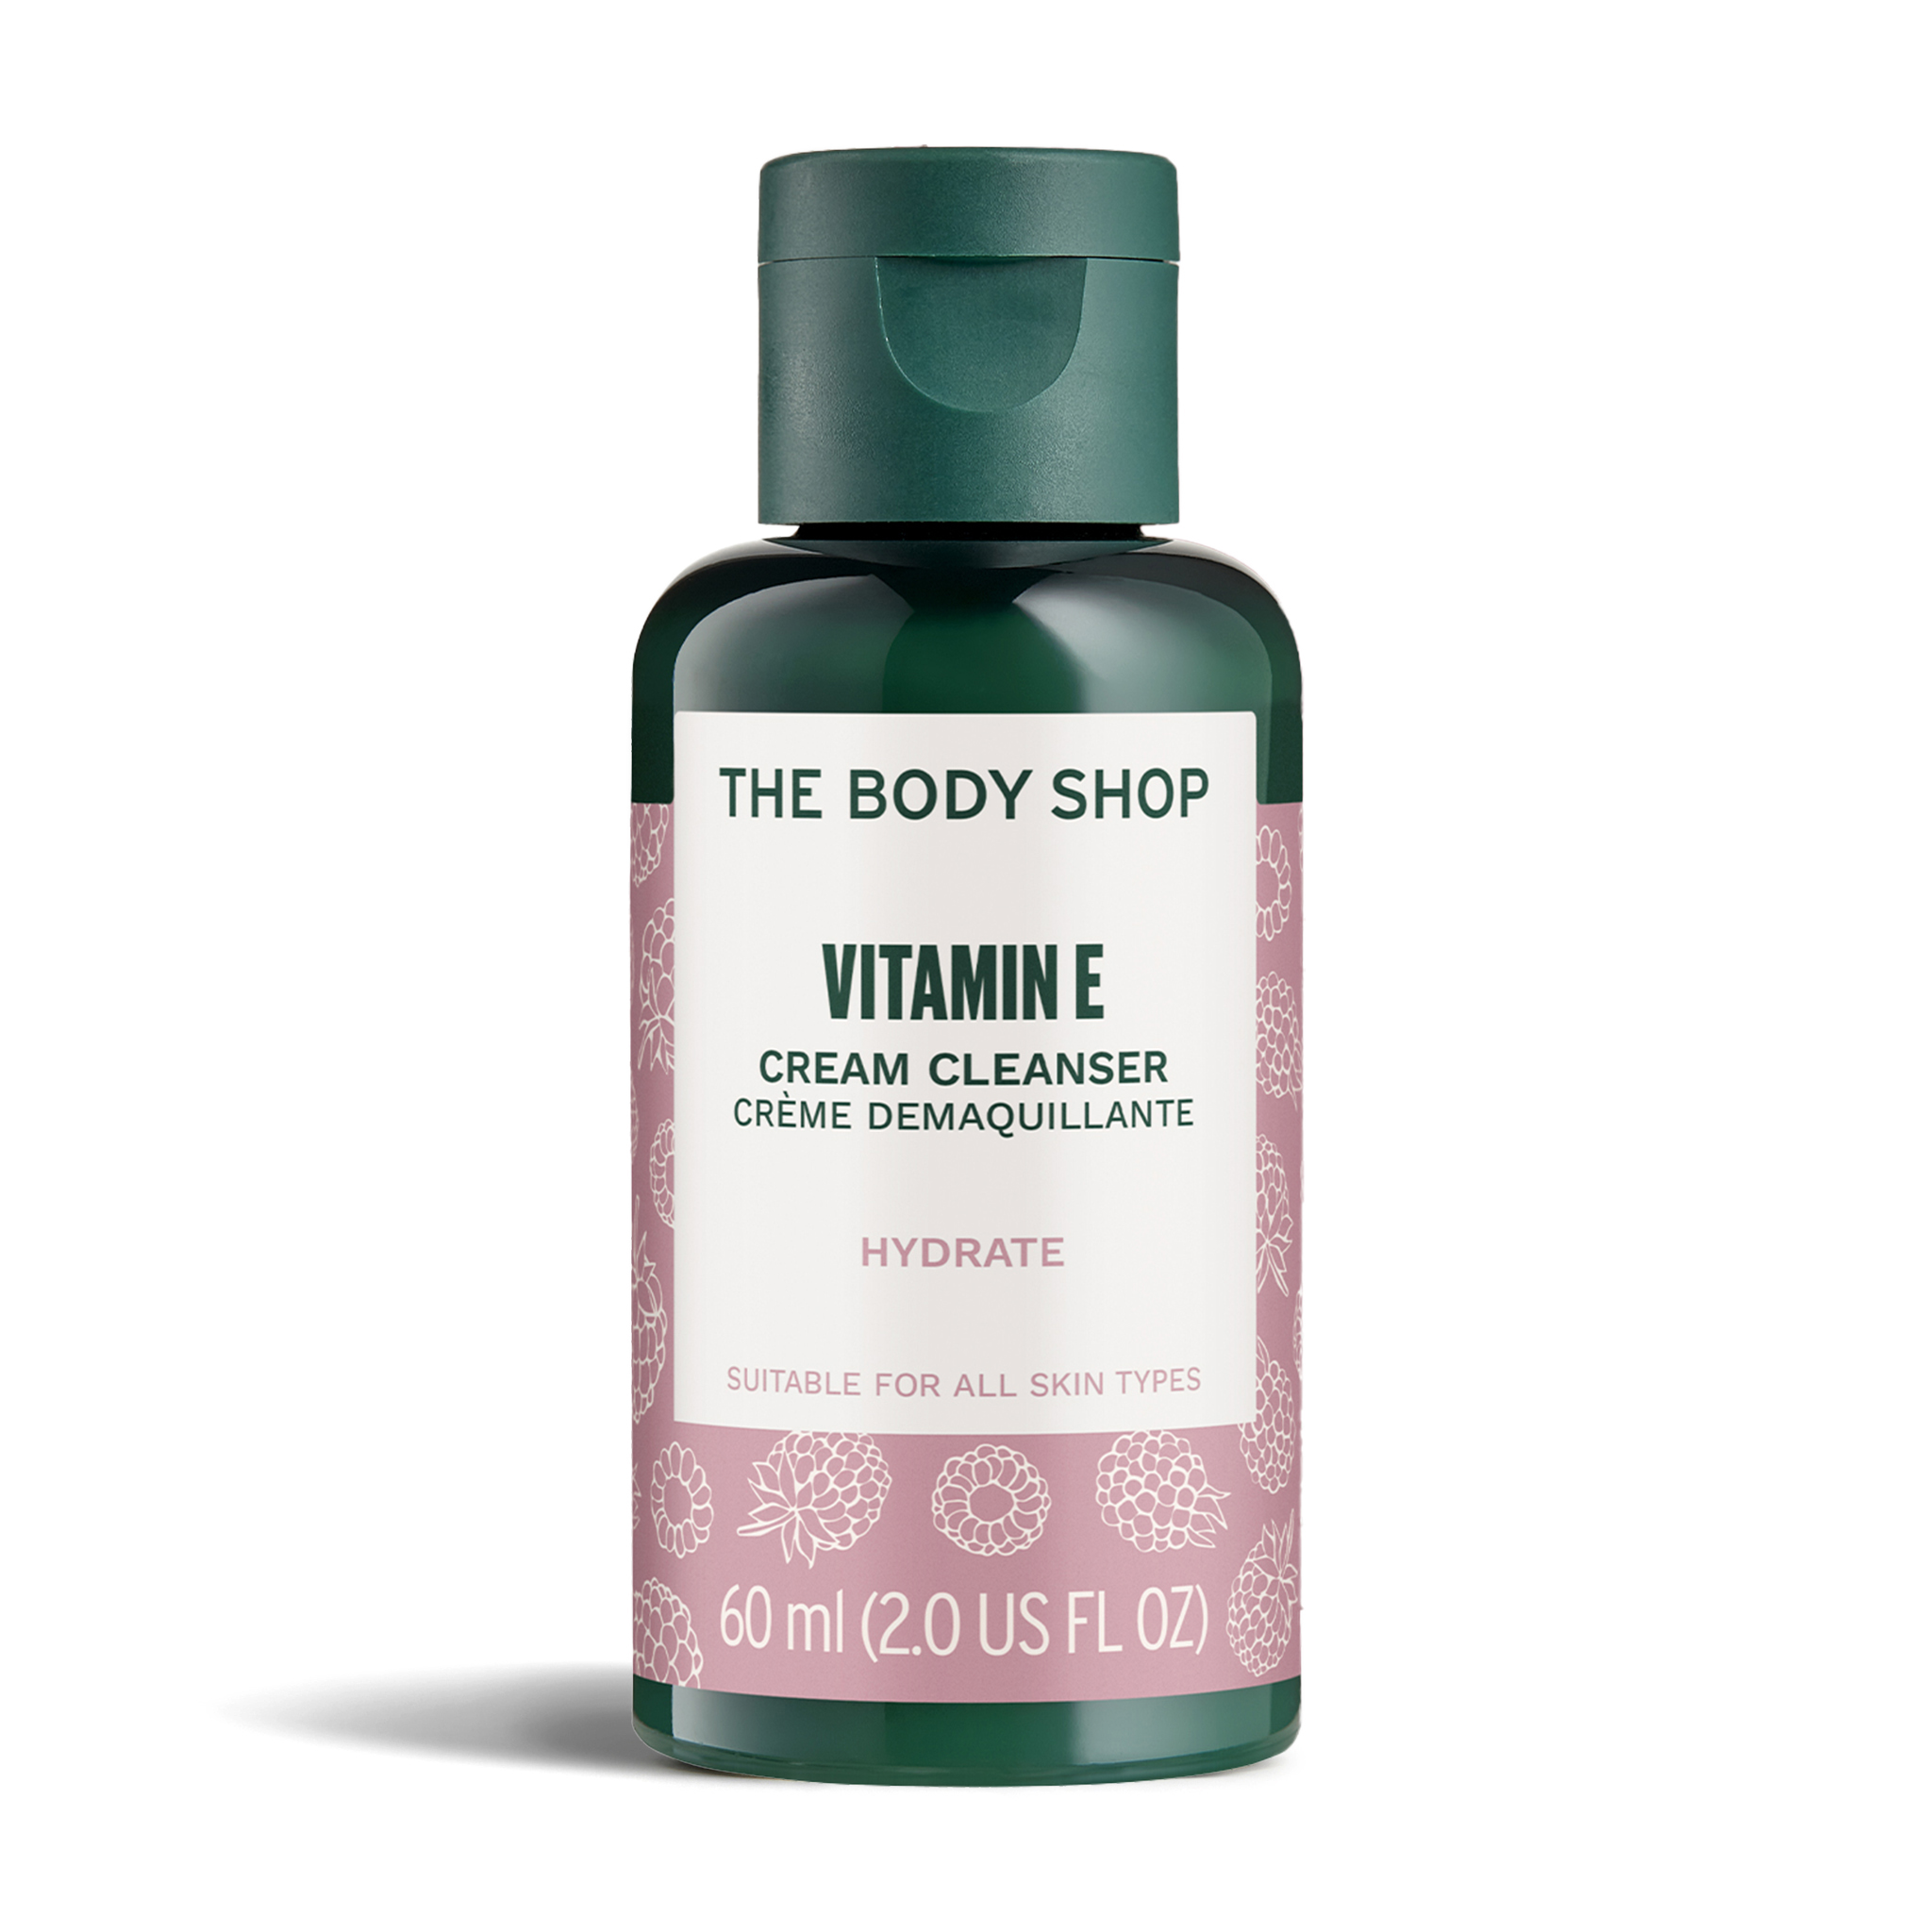 THE BODY SHOP
VITAMIN E
CREAM CLEANSER
CRÈME DEMAQUILLANTE
HYDRATE
SUITABLE FOR ALL SKIN TYPES
60 ml (2.0 US FL OZ)